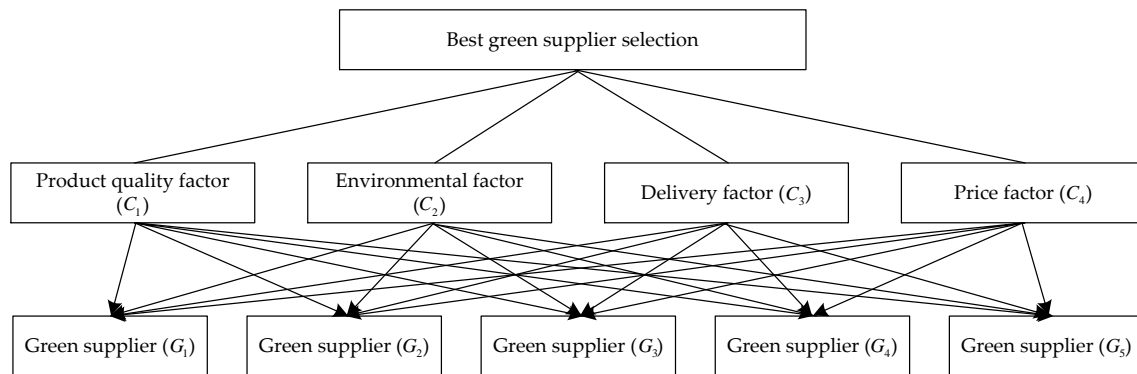 Best green supplier selection
Product quality factor
(C₁)
Environmental factor
(C₂)
Delivery factor (C₃)
Price factor (C₄)
Green supplier (G₁)
Green supplier (G₂)
Green supplier (G₃)
Green supplier (G₄)
Green supplier (G₅)